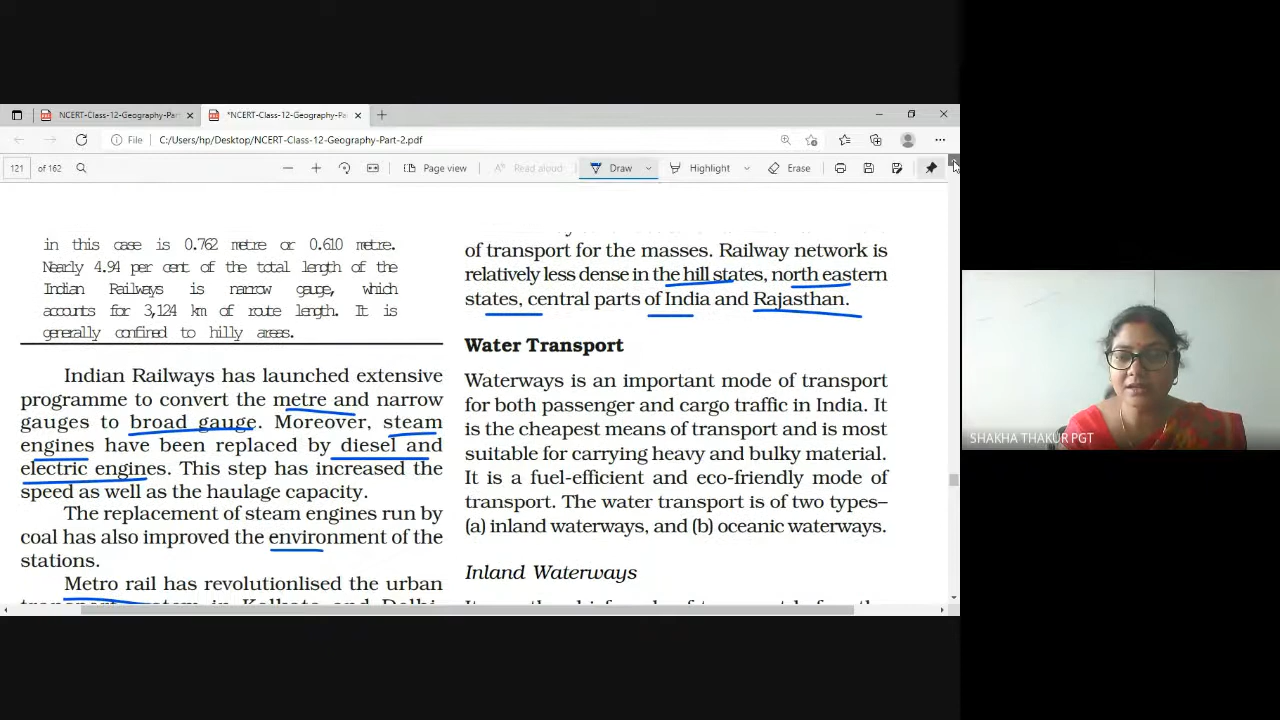 NCERT-Class-12-Geography-Par
*NCERT-Class-12-Geography-Pa
File
C:/Users/hp/Desktop/NCERT-Class-12-Geography-Part-2.pdf
121
of 162
Page view
Read aloud
Draw
Highlight
Erase
in this case is 0.762 metre or 0.610 metre.
Nearly 4.94 per cent of the total length of the
Indian Railways is narrow gauge, which
accounts for 3,124 km of route length. It is
generally confined to hilly areas.
Indian Railways has launched extensive
programme to convert the metre and narrow
gauges to broad gauge. Moreover, steam
engines have been replaced by diesel and
electric engines. This step has increased the
speed as well as the haulage capacity.
The replacement of steam engines run by
coal has also improved the environment of the
stations.
Metro rail has revolutionlised the urban
transport system in Kolkata and Delhi.
of transport for the masses. Railway network is
relatively less dense in the hill states, north eastern
states, central parts of India and Rajasthan.
Water Transport
Waterways is an important mode of transport
for both passenger and cargo traffic in India. It
is the cheapest means of transport and is most
suitable for carrying heavy and bulky material.
It is a fuel-efficient and eco-friendly mode of
transport. The water transport is of two types–
(a) inland waterways, and (b) oceanic waterways.
Inland Waterways
SHAKHA THAKUR PGT